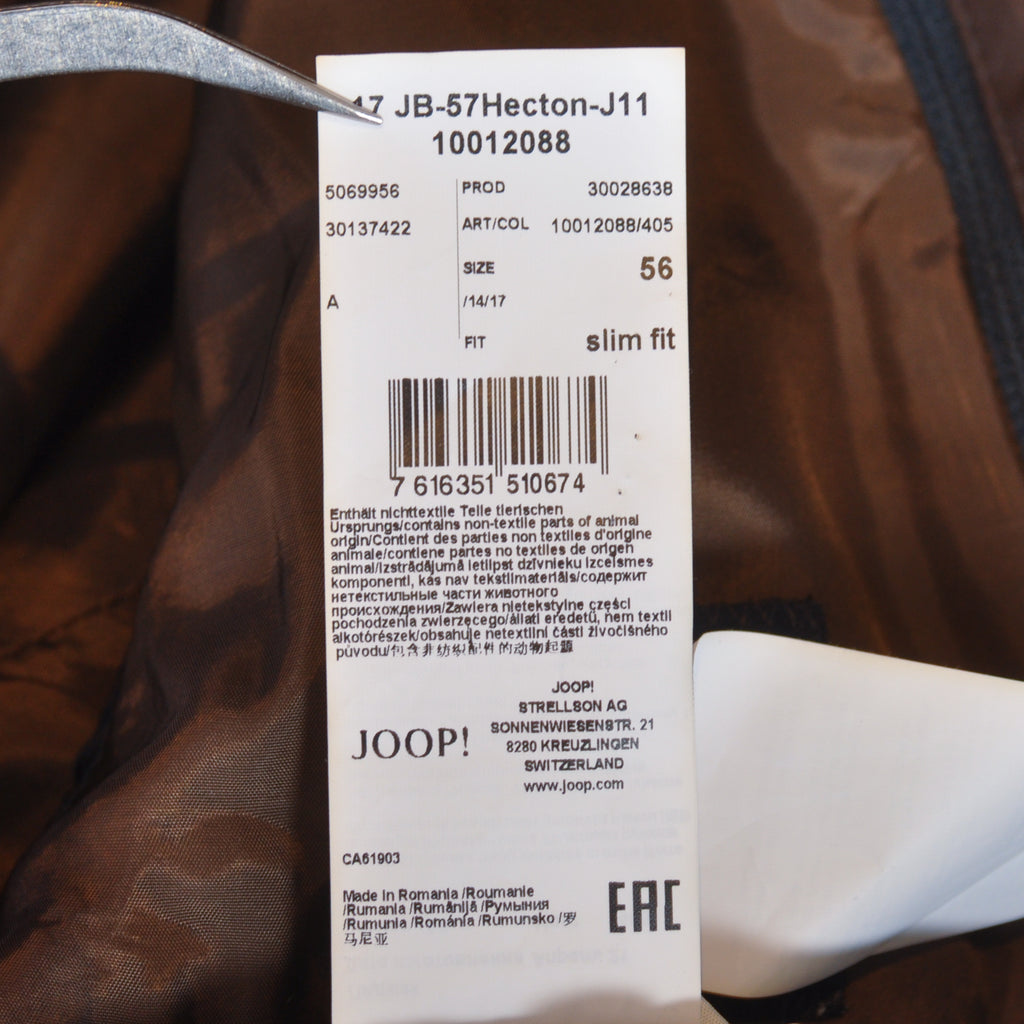 17 JB-57Hecton-J11
10012088
5069956 PROD 30028638
30137422 ART/COL 10012088/405
SIZE 56
A /14/17
FIT slim fit
7 616351 510674
Enthält nichttextile Teile tierischen
Ursprungs/contains non-textile parts of animal
origin/Contient des parties non textiles d'origine
animale/contiene partes no textiles de origen
animal/Izstrādājumā ietilpst dzīvnieku izcelsmes
komponenti, kas nav tekstilmateriāls/содержит
нетекстильные части животного
происхождения/Zawiera nietekstylne części
pochodzenia zwierzęcego/állati eredetű, nem textil
alkotórészek/obsahuje netextilní části živočišného
původu/包含非纺织配件的动物起源
JOOP!
JOOP!
STRELLSON AG
SONNENWIESENSTR. 21
8280 KREUZLINGEN
SWITZERLAND
www.joop.com
CA61903
Made in Romania /Roumanie
/Rumania /Rumānijā /Румыния
/Rumunia /Románia /Rumunsko /罗
马尼亚
EAC